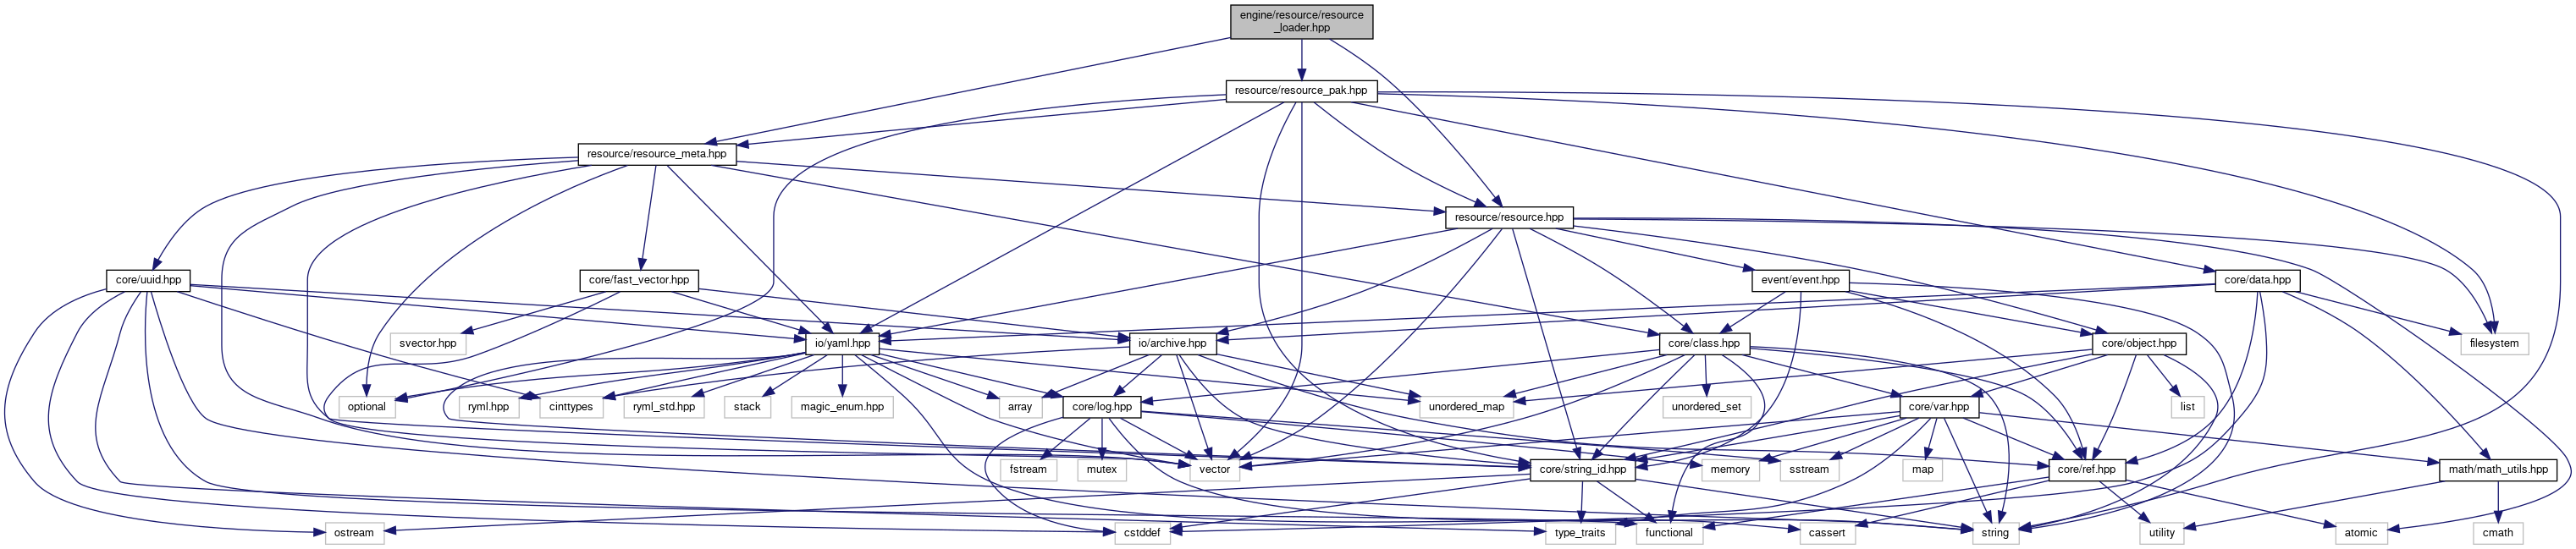 engine/resource/resource
_loader.hpp
resource/resource_pak.hpp
resource/resource_meta.hpp
resource/resource.hpp
core/uuid.hpp
core/fast_vector.hpp
event/event.hpp
core/data.hpp
svector.hpp
io/yaml.hpp
io/archive.hpp
core/class.hpp
core/object.hpp
filesystem
optional
ryml.hpp
cinttypes
ryml_std.hpp
stack
magic_enum.hpp
array
core/log.hpp
unordered_map
unordered_set
core/var.hpp
list
fstream
mutex
vector
core/string_id.hpp
memory
sstream
map
core/ref.hpp
math/math_utils.hpp
ostream
cstddef
type_traits
functional
cassert
string
utility
atomic
cmath